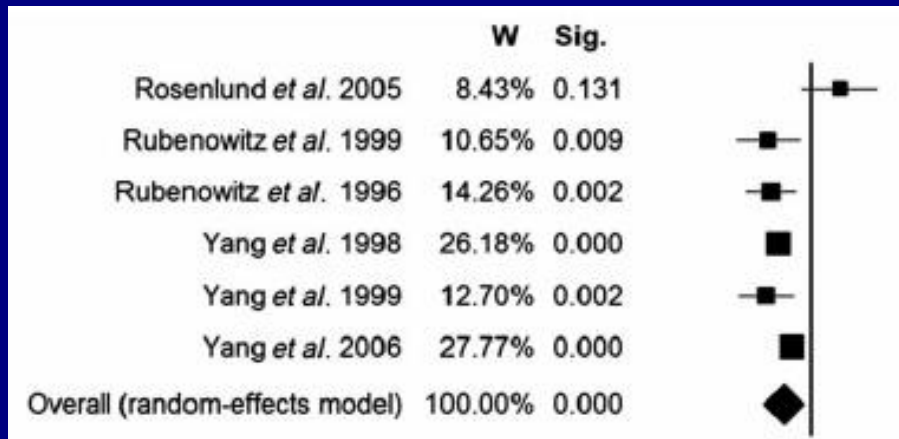 W Sig.
Rosenlund et al. 2005 8.43% 0.131
Rubenowitz et al. 1999 10.65% 0.009
Rubenowitz et al. 1996 14.26% 0.002
Yang et al. 1998 26.18% 0.000
Yang et al. 1999 12.70% 0.002
Yang et al. 2006 27.77% 0.000
Overall (random-effects model) 100.00% 0.000